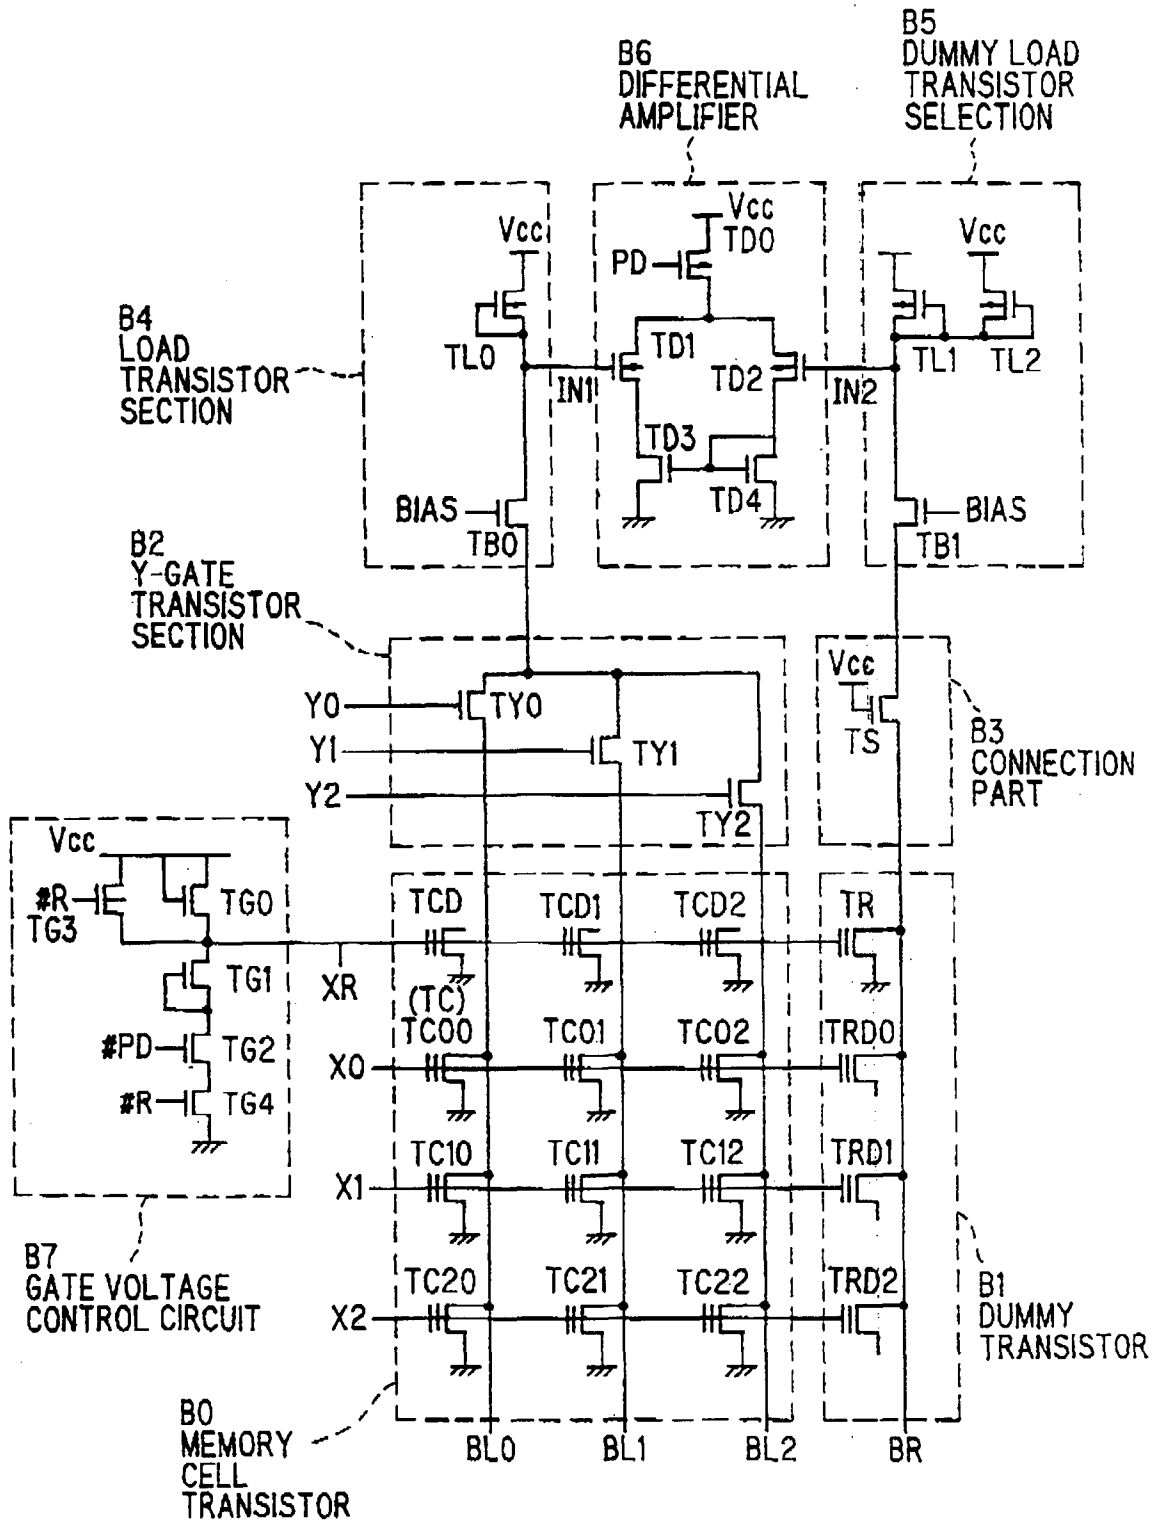 B5
DUMMY LOAD
TRANSISTOR
SELECTION
B6
DIFFERENTIAL
AMPLIFIER
Vcc
TD0
PD
Vcc
Vcc
B4
LOAD
TRANSISTOR
SECTION
TL0
TD1
TD2
TL1
TL2
IN1
IN2
TD3
TD4
BIAS
TB0
BIAS
TB1
B2
Y-GATE
TRANSISTOR
SECTION
Vcc
TS
B3
CONNECTION
PART
Y0
TY0
Y1
TY1
Y2
TY2
Vcc
#R
TG3
TG0
TG1
#PD
TG2
#R
TG4
XR
TCD
TCD1
TCD2
TR
(TC)
TC00
TC01
TC02
TRD0
X0
TC10
TC11
TC12
TRD1
X1
TC20
TC21
TC22
TRD2
X2
B7
GATE VOLTAGE
CONTROL CIRCUIT
B1
DUMMY
TRANSISTOR
B0
MEMORY
CELL
TRANSISTOR
BL0
BL1
BL2
BR